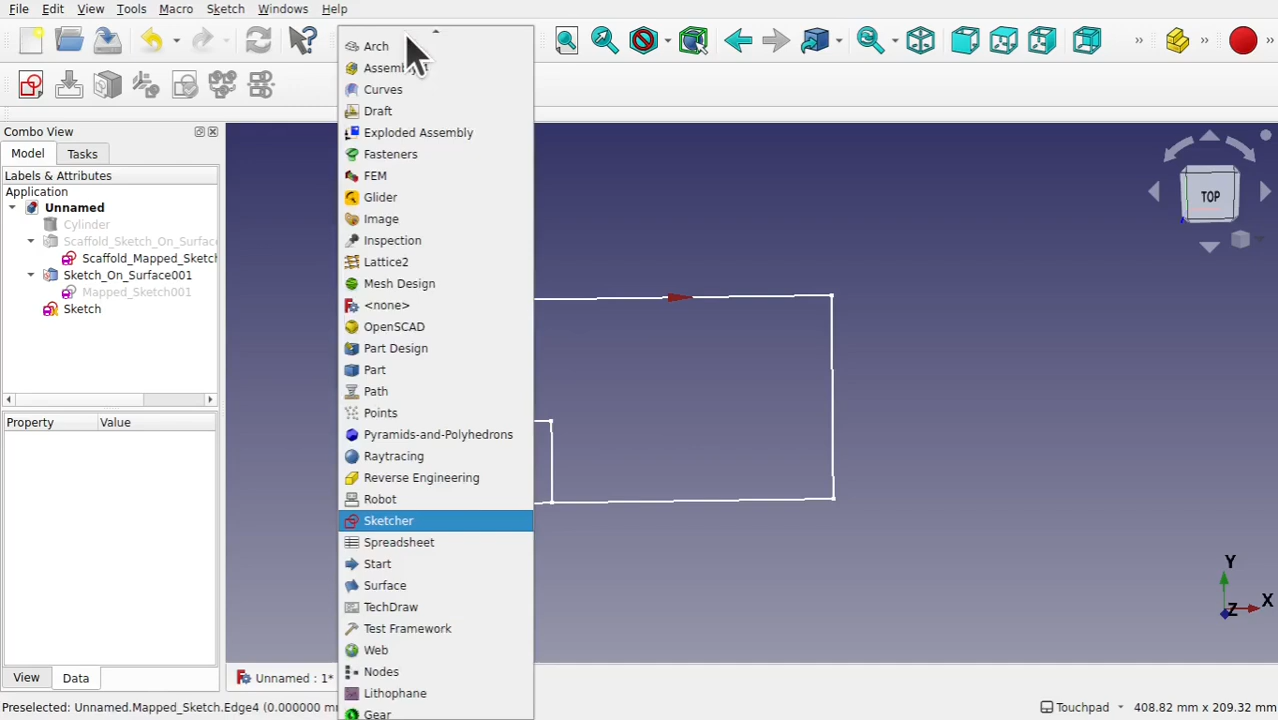 File Edit View Tools Macro Sketch Windows Help
Combo View
Model Tasks
Labels & Attributes
Application
Unnamed
Cylinder
Scaffold_Sketch_On_Surface
Scaffold_Mapped_Sketch
Sketch_On_Surface001
Mapped_Sketch001
Sketch
Property Value
View Data
Arch
Curves
Draft
Exploded Assembly
Fasteners
FEM
Glider
Image
Inspection
Lattice2
Mesh Design
<none>
OpenSCAD
Part Design
Part
Path
Points
Pyramids-and-Polyhedrons
Raytracing
Reverse Engineering
Robot
Sketcher
Spreadsheet
Start
Surface
TechDraw
Test Framework
Web
Nodes
Lithophane
Gear
TOP
Y
Z
X
Unnamed : 1*
Preselected: Unnamed.Mapped_Sketch.Edge4 (0.000000 m
Touchpad
408.82 mm x 209.32 mm